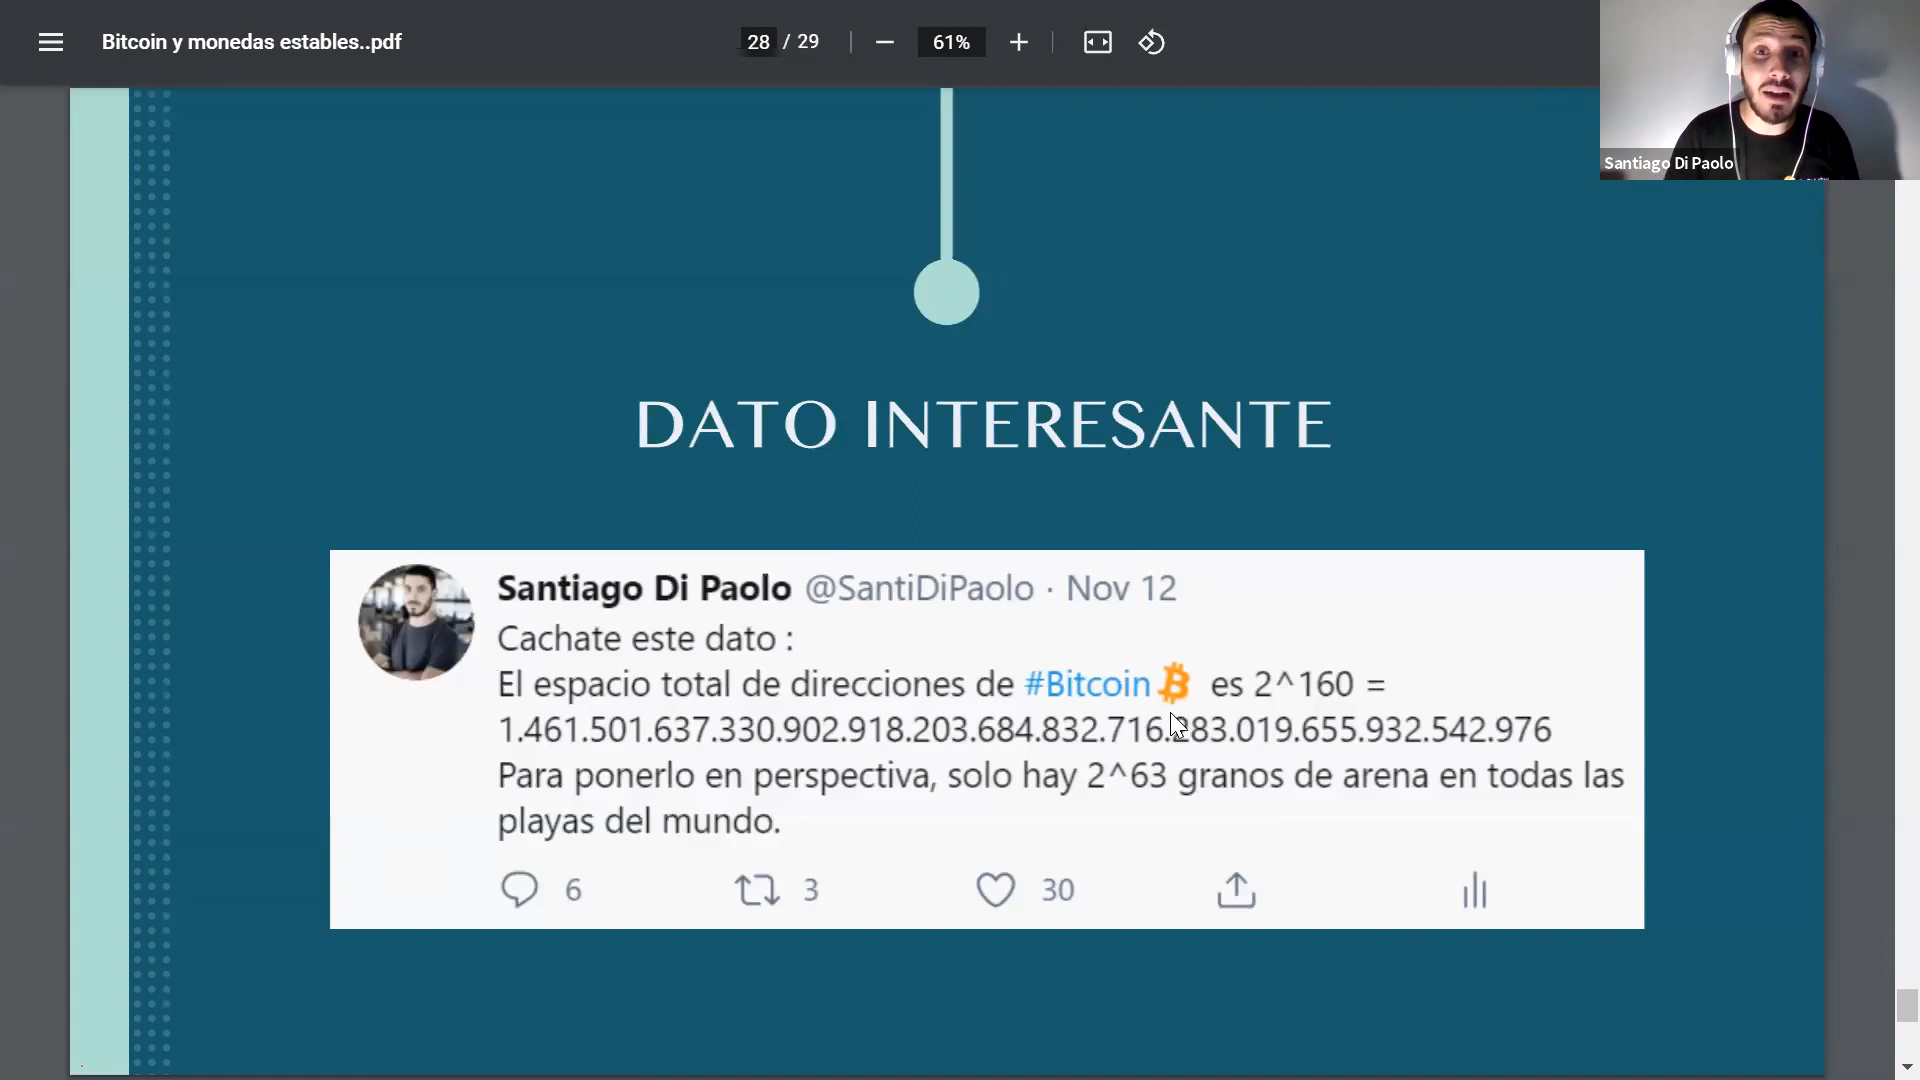 Bitcoin y monedas estables..pdf
28 / 29
61%
Santiago Di Paolo
DATO INTERESANTE
Santiago Di Paolo @SantiDiPaolo · Nov 12
Cachate este dato :
El espacio total de direcciones de #Bitcoin₿ es 2^160 =
1.461.501.637.330.902.918.203.684.832.716.283.019.655.932.542.976
Para ponerlo en perspectiva, solo hay 2^63 granos de arena en todas las
playas del mundo.
6 3 30